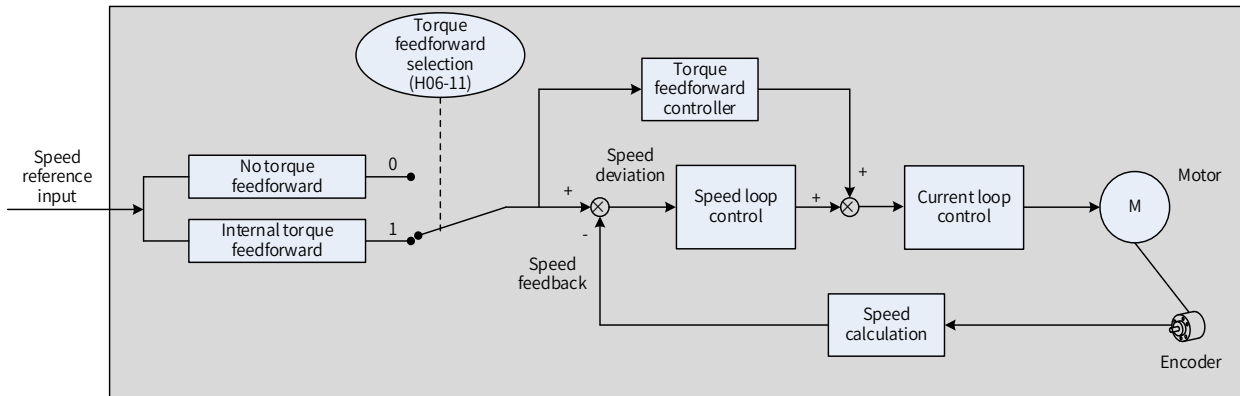 Torque
feedforward
selection
(H06-11)
Torque
feedforward
controller
Speed
reference
input
No torque
feedforward
0
Internal torque
feedforward
1
+
-
Speed
deviation
Speed
feedback
Speed loop
control
+
+
Current loop
control
M
Motor
Speed
calculation
Encoder